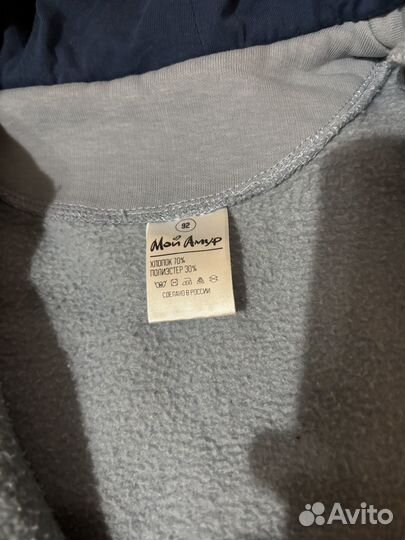 92
Мой Амур
ХЛОПОК 70%
ПОЛИЭСТЕР 30%
СДЕЛАНО В РОССИИ
Avito